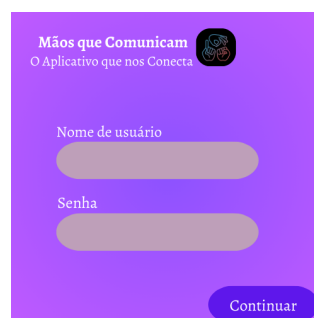 Mãos que Comunicam
O Aplicativo que nos Conecta
Nome de usuário
Senha
Continuar